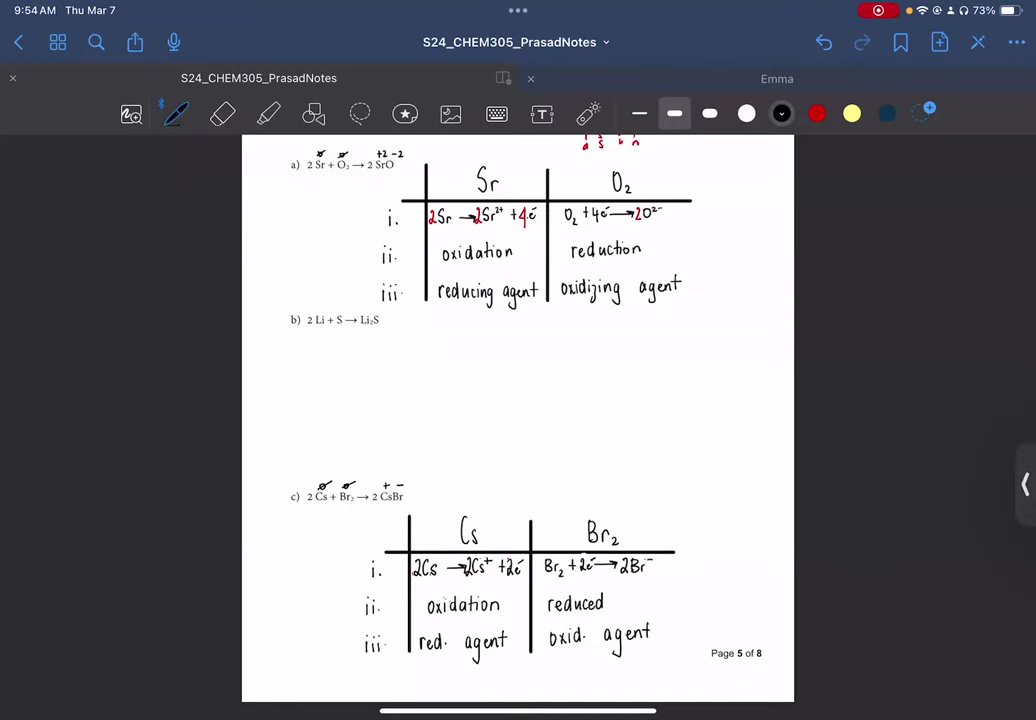 9:54 AM Thu Mar 7
73%
S24_CHEM305_PrasadNotes
S24_CHEM305_PrasadNotes
Emma
+2 -2
a) 2 Sr + O₂ → 2 SrO
Sr O₂
i. 2Sr → 2Sr²⁺ + 4e⁻ O₂ + 4e⁻ → 2O²⁻
ii. oxidation reduction
iii. reducing agent oxidizing agent
b) 2 Li + S → Li₂S
+ -
c) 2 Cs + Br₂ → 2 CsBr
Cs Br₂
i. 2Cs → 2Cs⁺ + 2e⁻ Br₂ + 2e⁻ → 2Br⁻
ii. oxidation reduced
iii. red. agent oxid. agent
Page 5 of 8